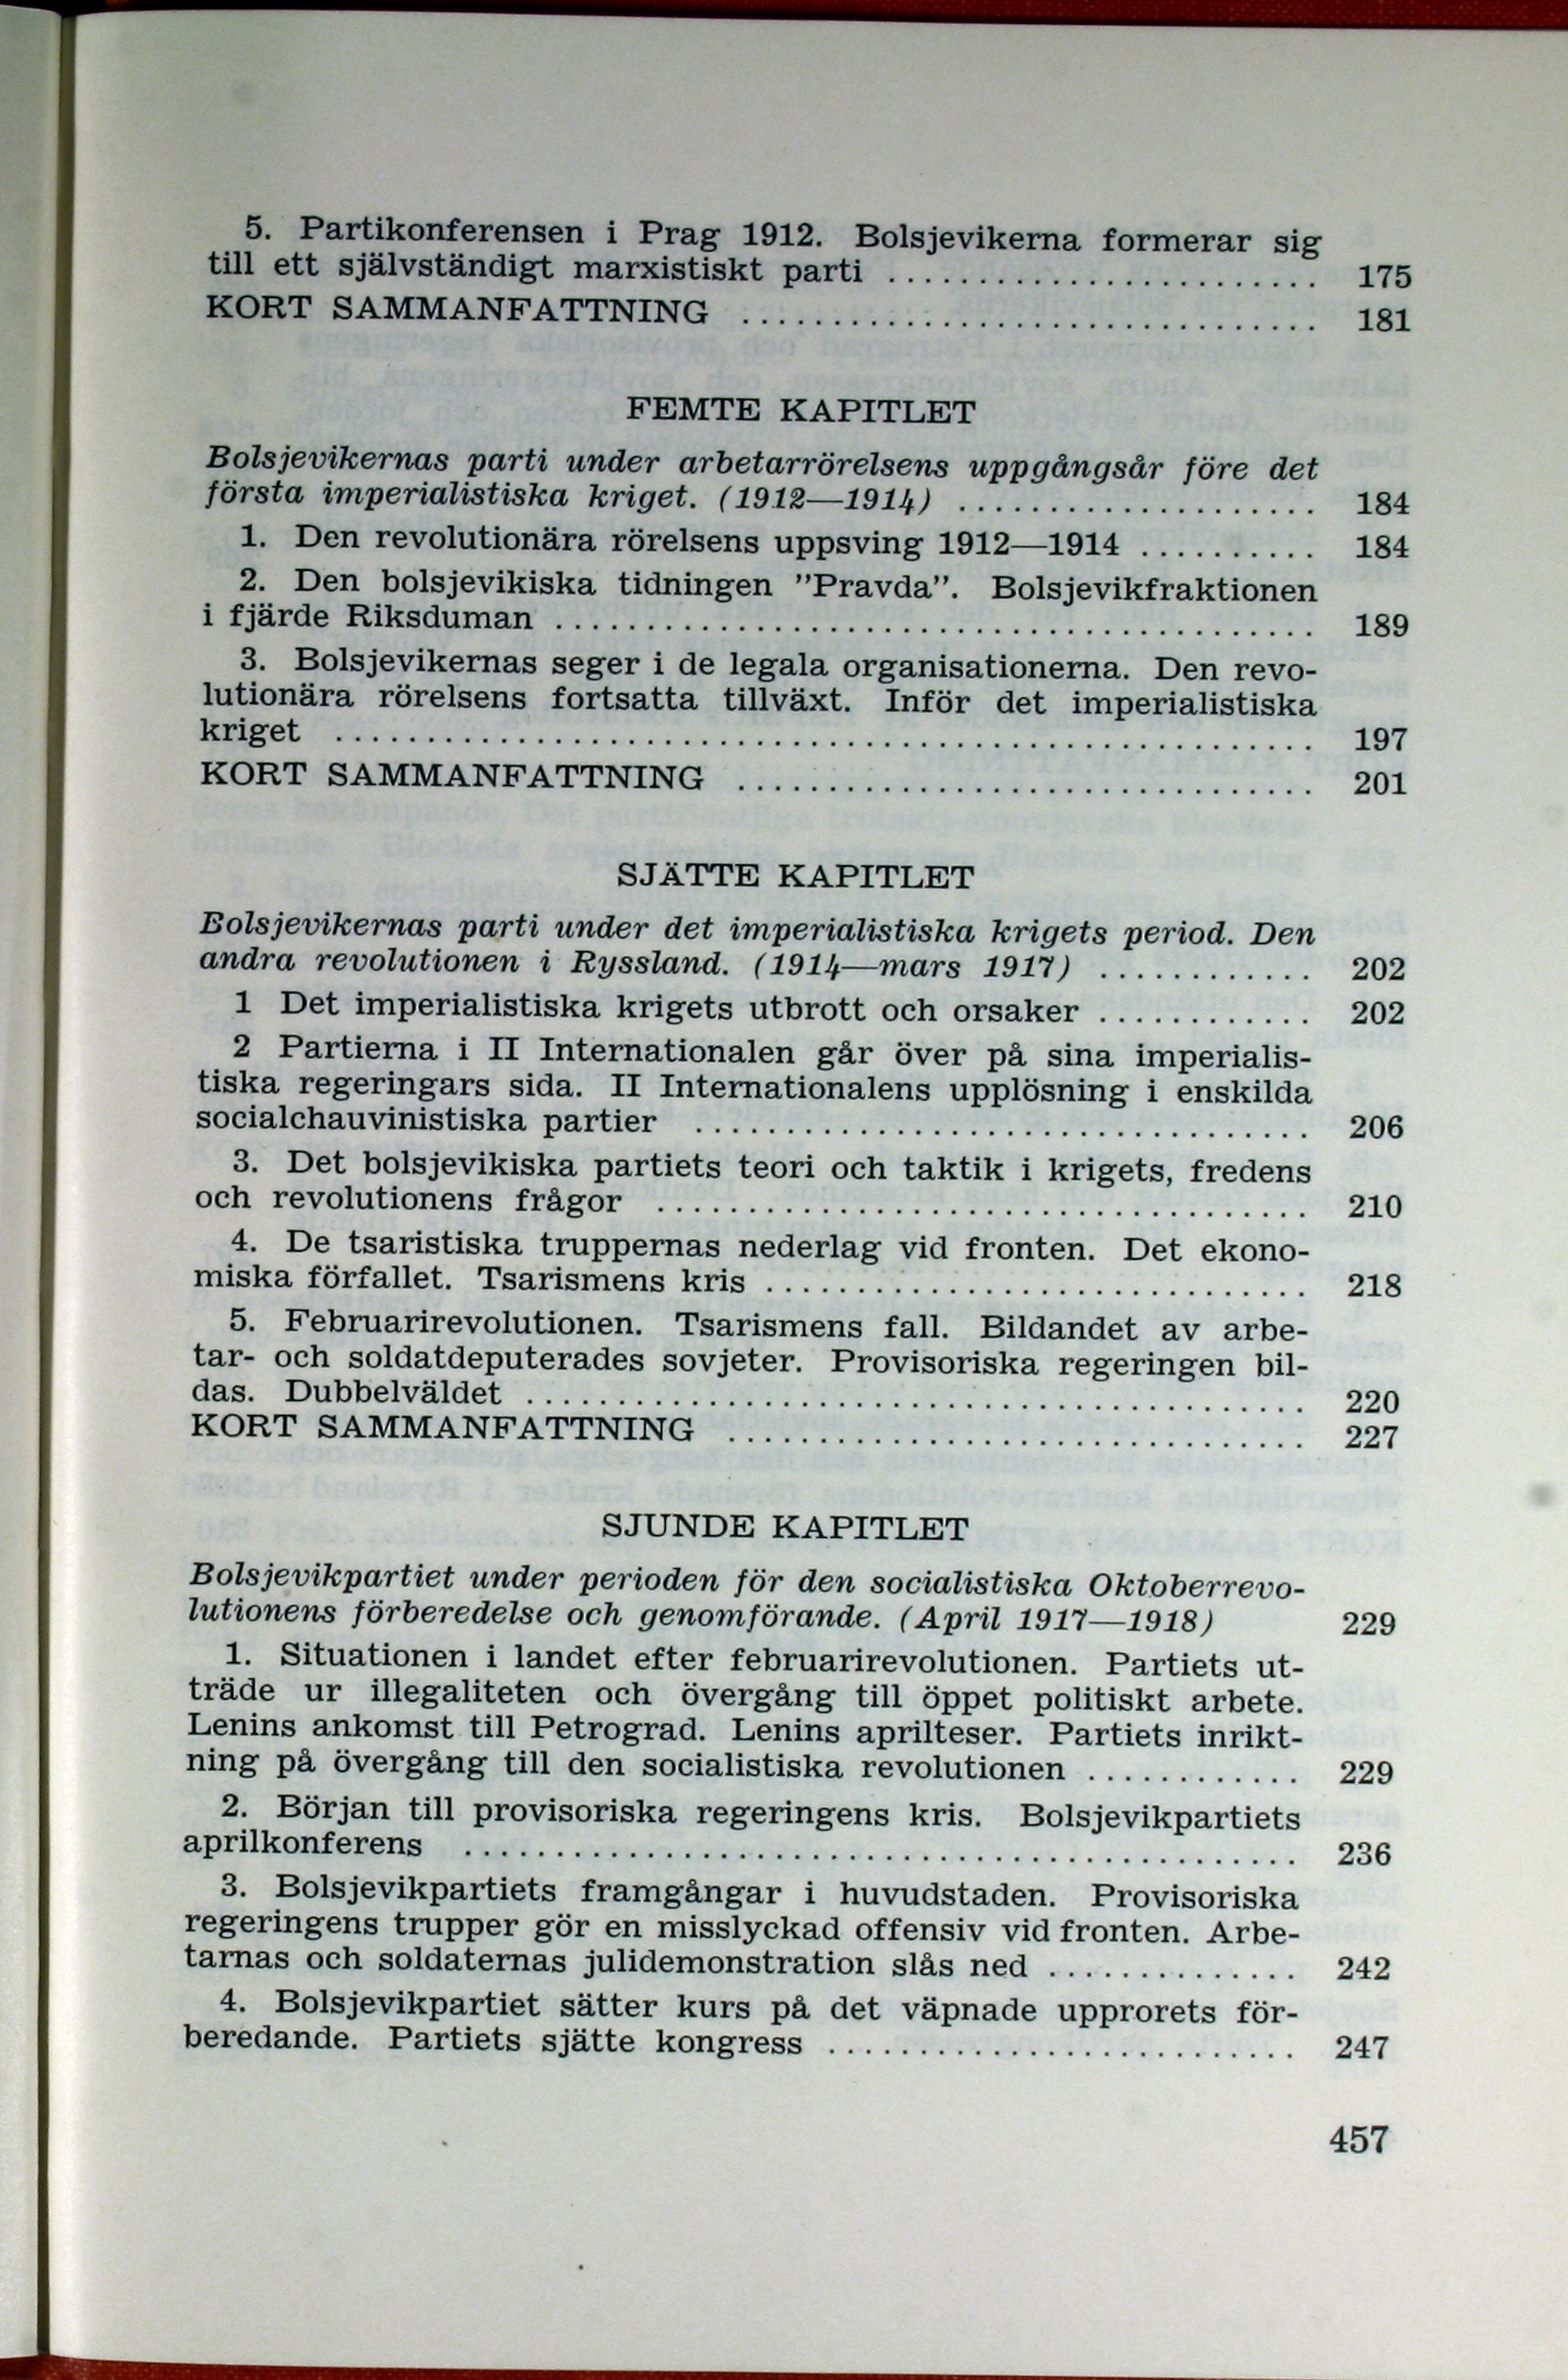 5. Partikonferensen i Prag 1912. Bolsjevikerna formerar sig
till ett självständigt marxistiskt parti ........................ 175
KORT SAMMANFATTNING ................................ 181
FEMTE KAPITLET
Bolsjevikernas parti under arbetarrörelsens uppgångsår före det
första imperialistiska kriget. (1912—1914) .................... 184
1. Den revolutionära rörelsens uppsving 1912—1914 .......... 184
2. Den bolsjevikiska tidningen ”Pravda”. Bolsjevikfraktionen
i fjärde Riksduman .......................................... 189
3. Bolsjevikernas seger i de legala organisationerna. Den revo-
lutionära rörelsens fortsatta tillväxt. Inför det imperialistiska
kriget ...................................................... 197
KORT SAMMANFATTNING ................................ 201
SJÄTTE KAPITLET
Bolsjevikernas parti under det imperialistiska krigets period. Den
andra revolutionen i Ryssland. (1914—mars 1917) ............ 202
1 Det imperialistiska krigets utbrott och orsaker ............ 202
2 Partierna i II Internationalen går över på sina imperialis-
tiska regeringars sida. II Internationalens upplösning i enskilda
socialchauvinistiska partier .................................. 206
3. Det bolsjevikiska partiets teori och taktik i krigets, fredens
och revolutionens frågor .................................... 210
4. De tsaristiska truppernas nederlag vid fronten. Det ekono-
miska förfallet. Tsarismens kris .............................. 218
5. Februarirevolutionen. Tsarismens fall. Bildandet av arbe-
tar- och soldatdeputerades sovjeter. Provisoriska regeringen bil-
das. Dubbelväldet ........................................... 220
KORT SAMMANFATTNING ................................ 227
SJUNDE KAPITLET
Bolsjevikpartiet under perioden för den socialistiska Oktoberrevo-
lutionens förberedelse och genomförande. (April 1917—1918) 229
1. Situationen i landet efter februarirevolutionen. Partiets ut-
träde ur illegaliteten och övergång till öppet politiskt arbete.
Lenins ankomst till Petrograd. Lenins aprilteser. Partiets inrikt-
ning på övergång till den socialistiska revolutionen ............ 229
2. Början till provisoriska regeringens kris. Bolsjevikpartiets
aprilkonferens .............................................. 236
3. Bolsjevikpartiets framgångar i huvudstaden. Provisoriska
regeringens trupper gör en misslyckad offensiv vid fronten. Arbe-
tarnas och soldaternas julidemonstration slås ned .............. 242
4. Bolsjevikpartiet sätter kurs på det väpnade upprorets för-
beredande. Partiets sjätte kongress .......................... 247
457